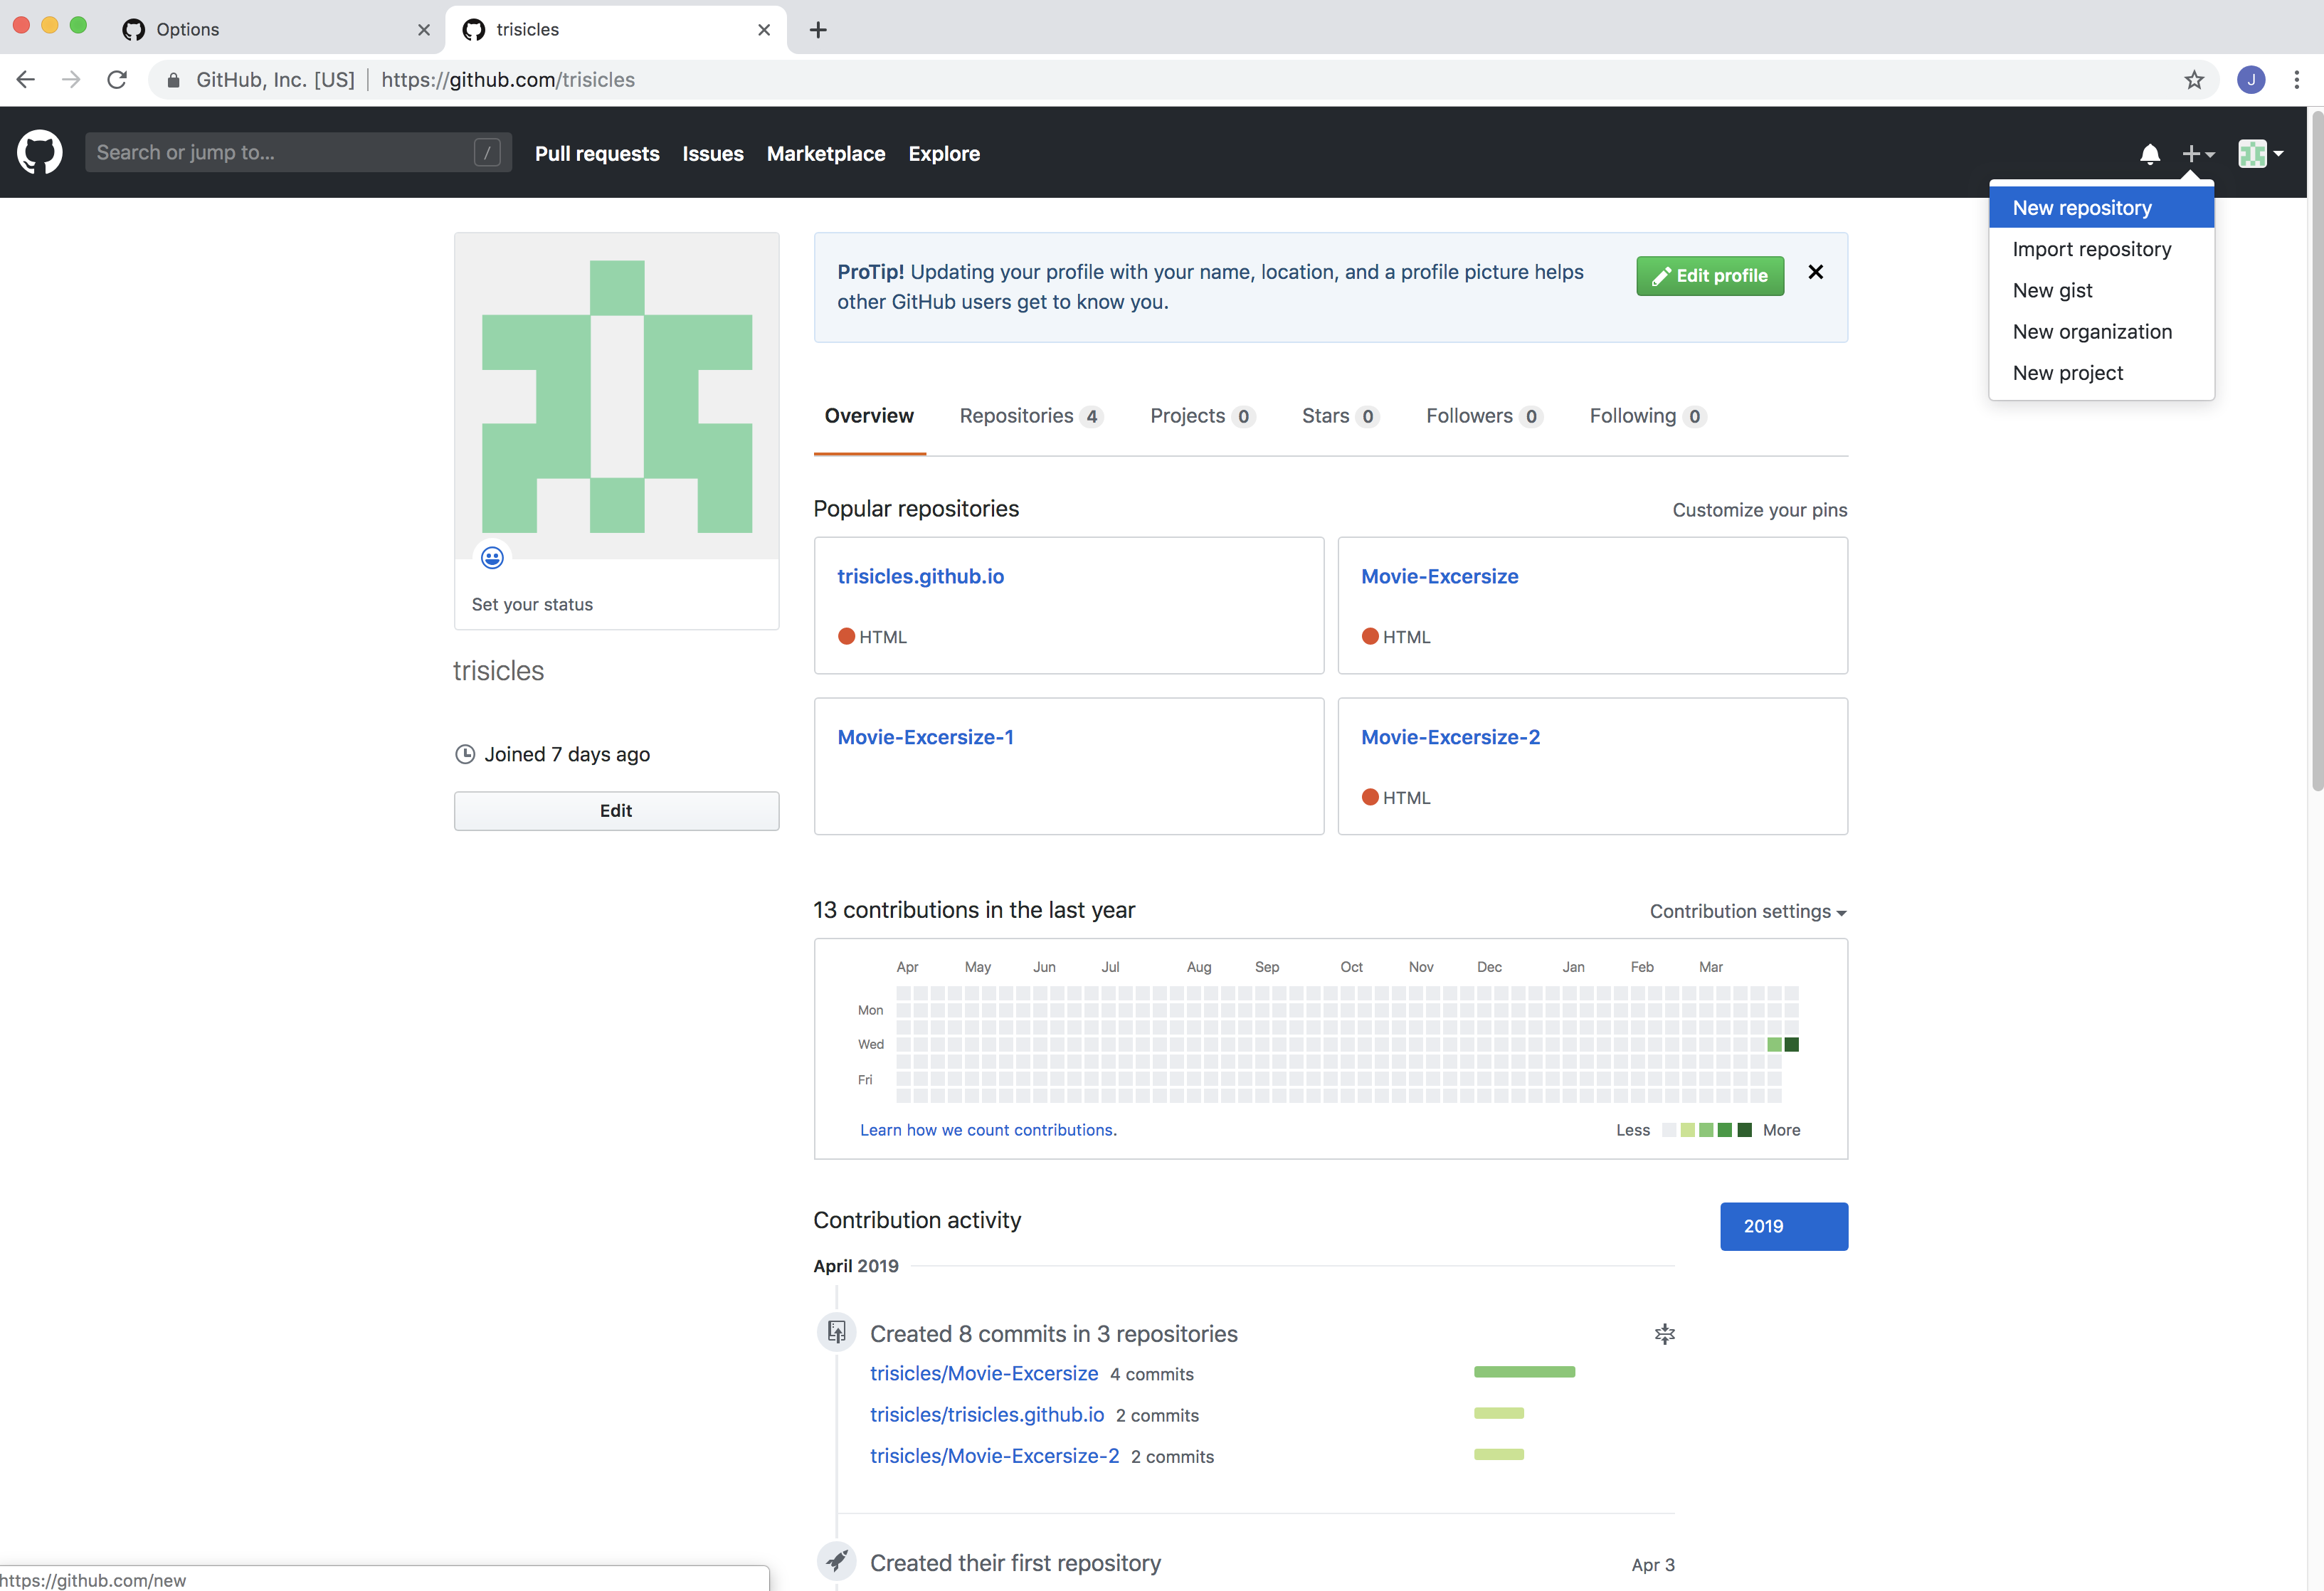 Options
trisicles
GitHub, Inc. [US] | https://github.com/trisicles
J
Search or jump to...
/
Pull requests
Issues
Marketplace
Explore
New repository
Import repository
New gist
New organization
New project
ProTip! Updating your profile with your name, location, and a profile picture helps
other GitHub users get to know you.
Edit profile
Overview
Repositories 4
Projects 0
Stars 0
Followers 0
Following 0
Set your status
trisicles
Joined 7 days ago
Edit
Popular repositories
Customize your pins
trisicles.github.io
HTML
Movie-Excersize
HTML
Movie-Excersize-1
Movie-Excersize-2
HTML
13 contributions in the last year
Contribution settings
Apr May Jun Jul Aug Sep Oct Nov Dec Jan Feb Mar
Mon
Wed
Fri
Learn how we count contributions.
Less
More
Contribution activity
2019
April 2019
Created 8 commits in 3 repositories
trisicles/Movie-Excersize 4 commits
trisicles/trisicles.github.io 2 commits
trisicles/Movie-Excersize-2 2 commits
Created their first repository
Apr 3
https://github.com/new